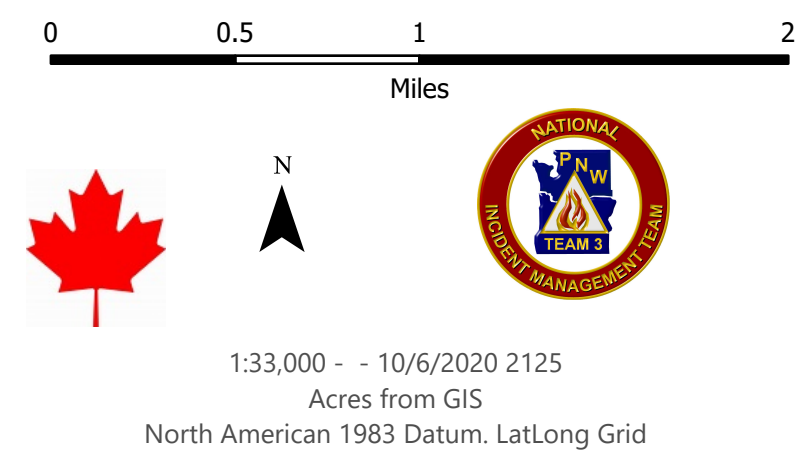 0 0.5 1 2
Miles
N
NATIONAL
PNW
TEAM 3
INCIDENT MANAGEMENT TEAM
1:33,000 - - 10/6/2020 2125
Acres from GIS
North American 1983 Datum. LatLong Grid